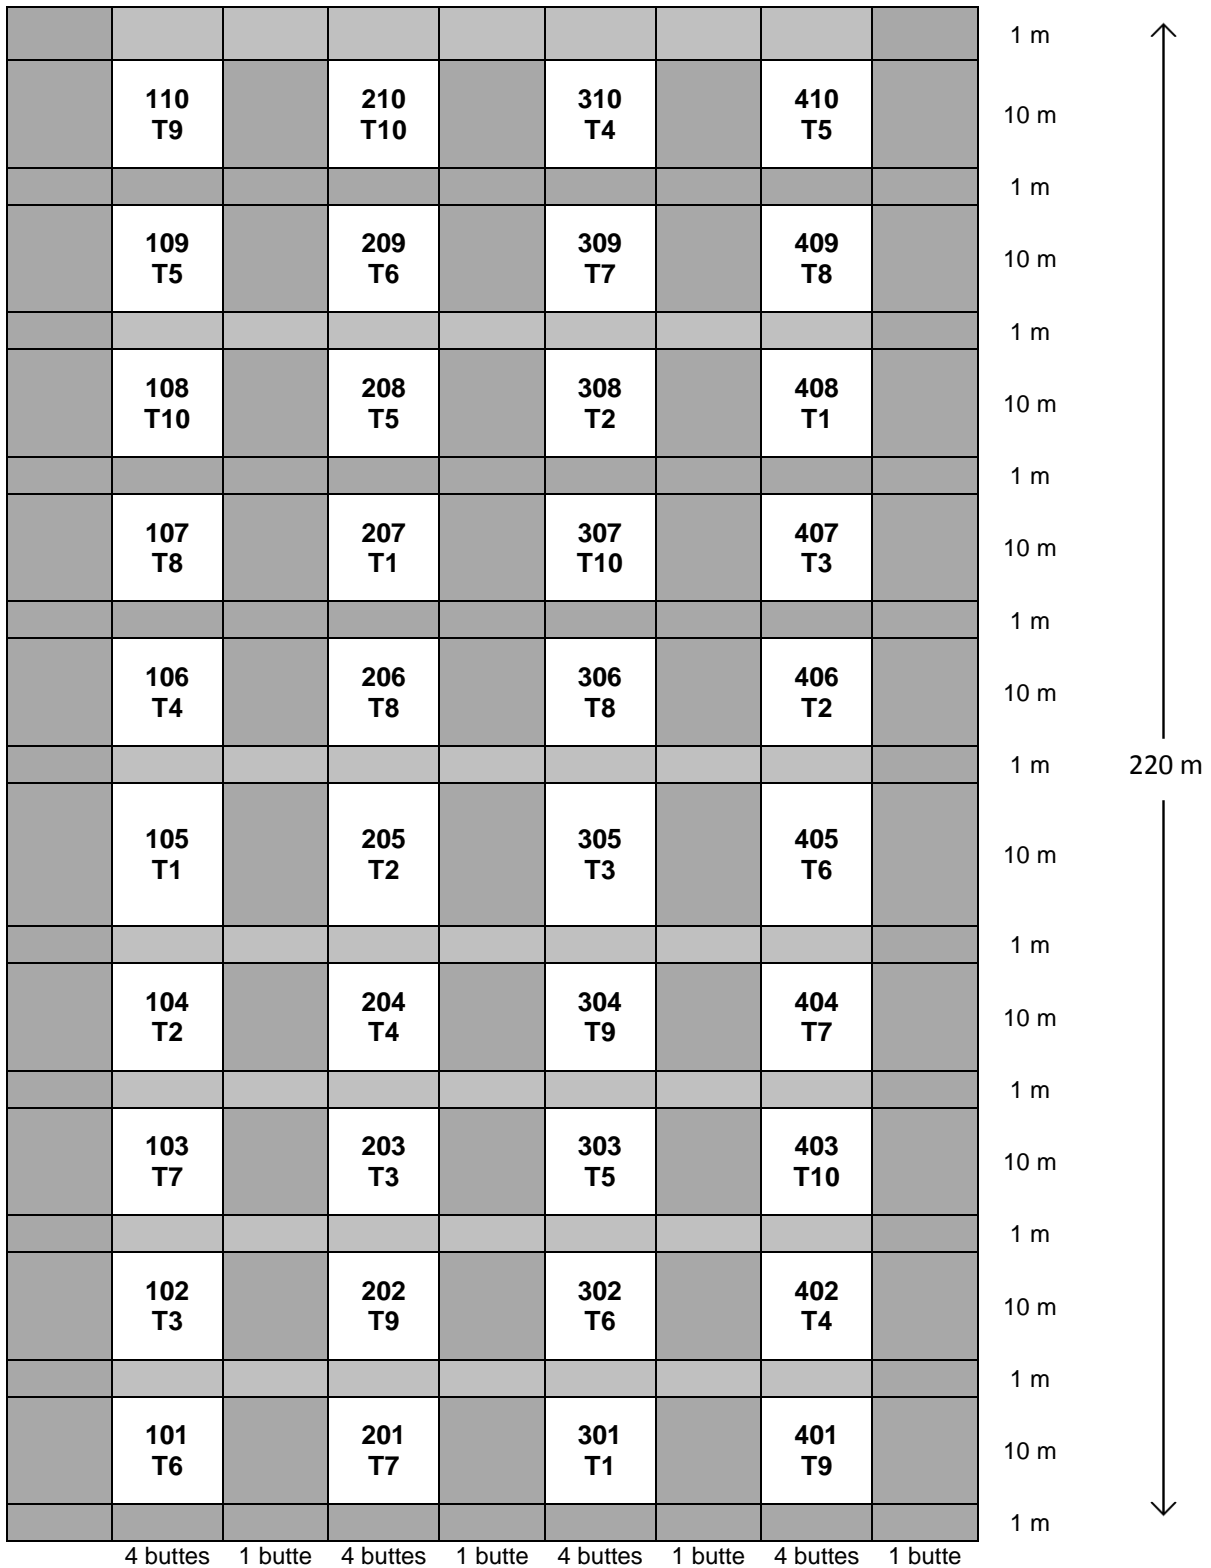 1 m
110 210 310 410
T9 T10 T4 T5
10 m
1 m
109 209 309 409
T5 T6 T7 T8
10 m
1 m
108 208 308 408
T10 T5 T2 T1
10 m
1 m
107 207 307 407
T8 T1 T10 T3
10 m
1 m
106 206 306 406
T4 T8 T8 T2
10 m
1 m
220 m
105 205 305 405
T1 T2 T3 T6
10 m
1 m
104 204 304 404
T2 T4 T9 T7
10 m
1 m
103 203 303 403
T7 T3 T5 T10
10 m
1 m
102 202 302 402
T3 T9 T6 T4
10 m
1 m
101 201 301 401
T6 T7 T1 T9
10 m
1 m
4 buttes 1 butte 4 buttes 1 butte 4 buttes 1 butte 4 buttes 1 butte